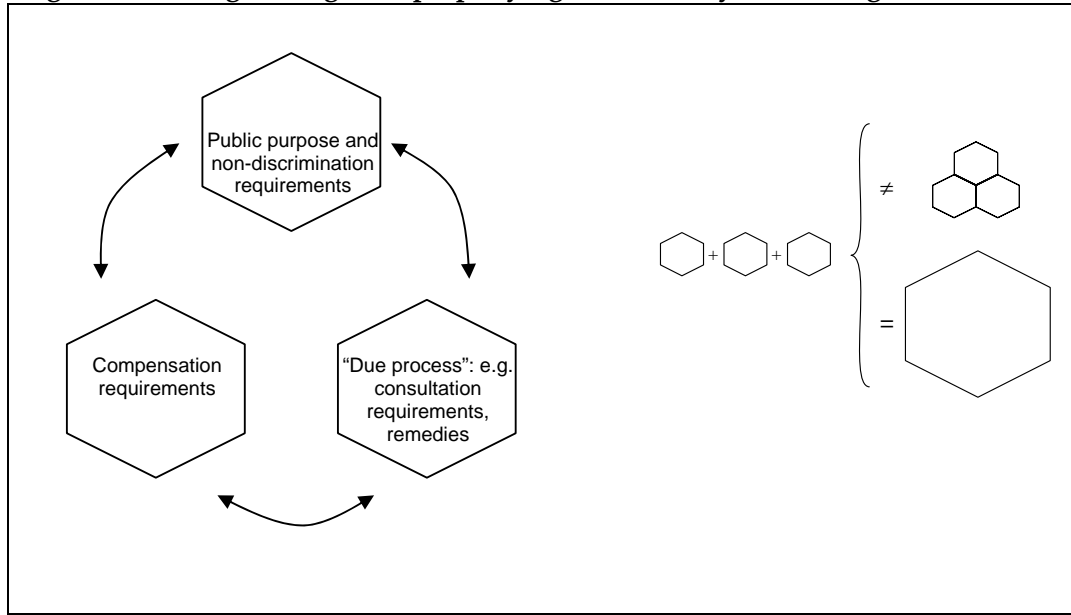 Public purpose and
non-discrimination
requirements
Compensation
requirements
“Due process”: e.g.
consultation
requirements,
remedies
+ +
≠
=